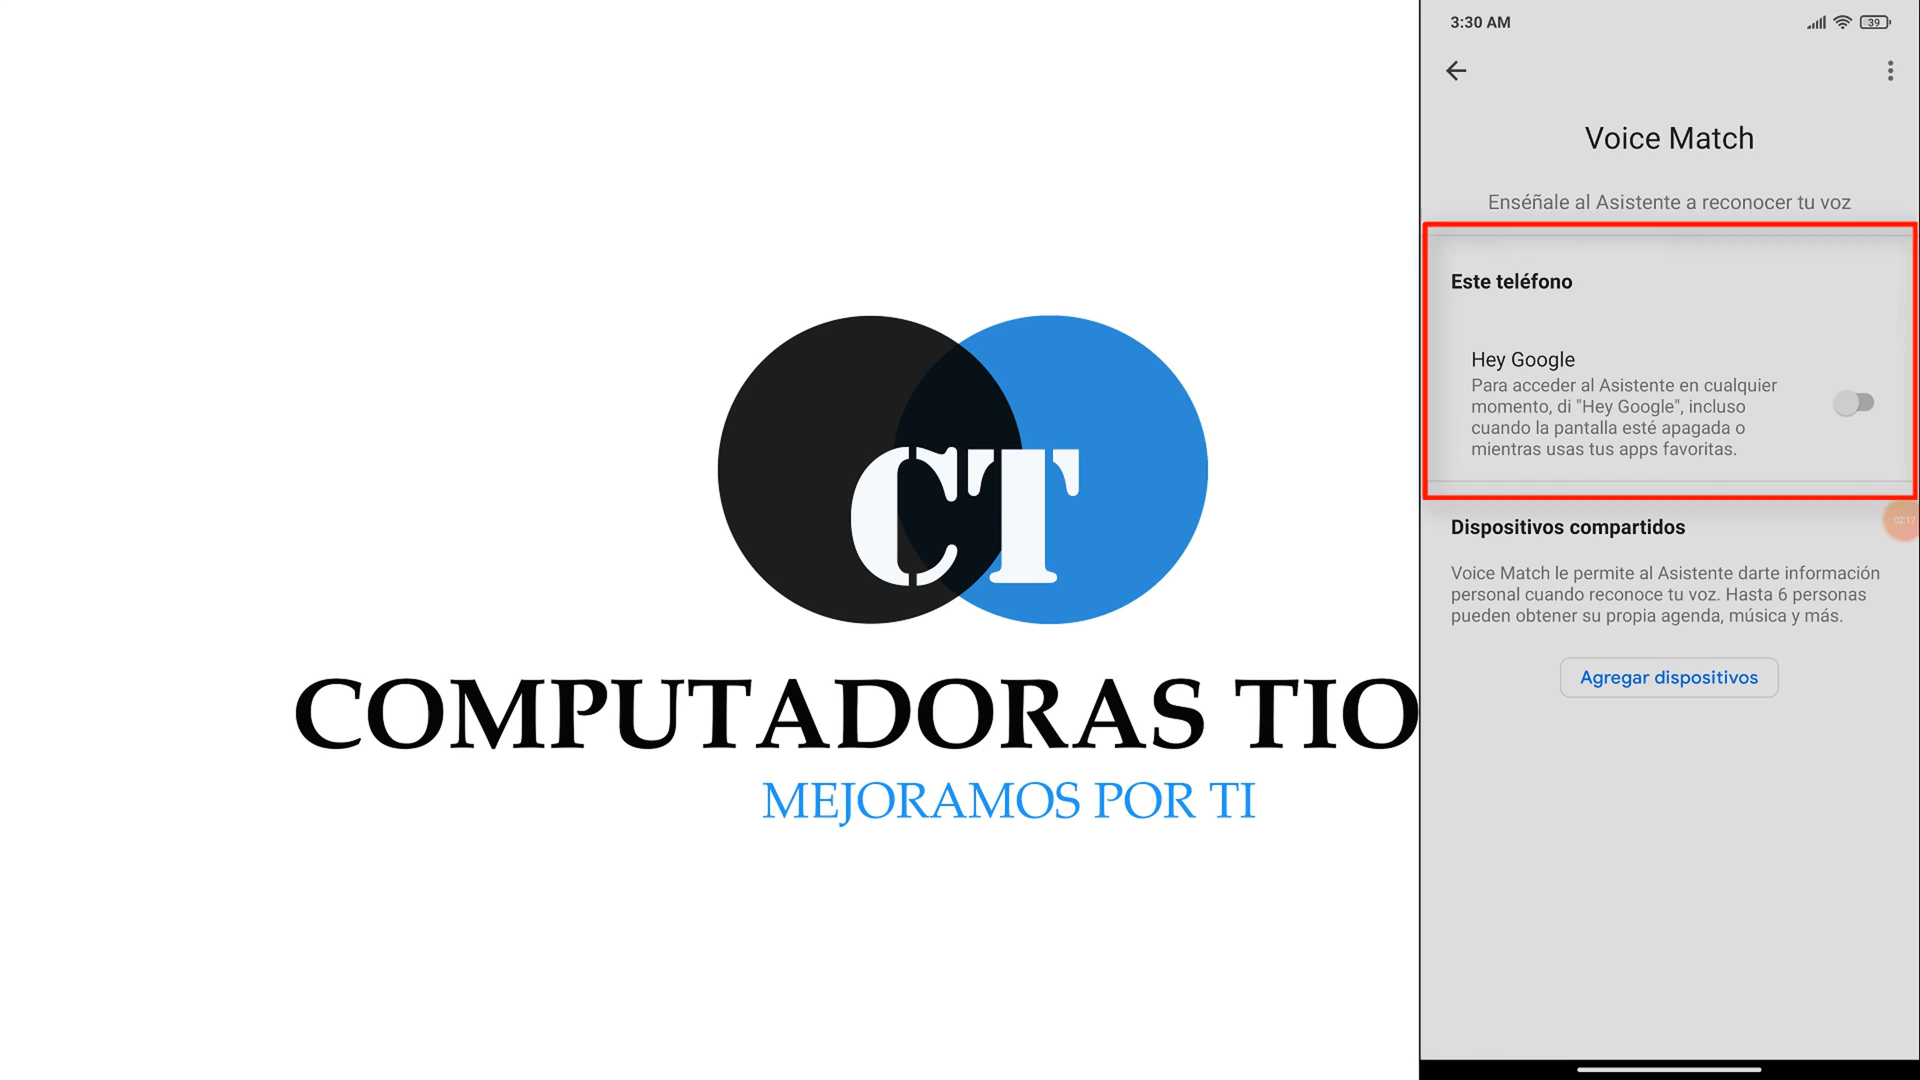 CT
COMPUTADORAS TIO
MEJORAMOS POR TI
3:30 AM
39
Voice Match
Enséñale al Asistente a reconocer tu voz
Este teléfono
Hey Google
Para acceder al Asistente en cualquier
momento, di "Hey Google", incluso
cuando la pantalla esté apagada o
mientras usas tus apps favoritas.
02:17
Dispositivos compartidos
Voice Match le permite al Asistente darte información
personal cuando reconoce tu voz. Hasta 6 personas
pueden obtener su propia agenda, música y más.
Agregar dispositivos